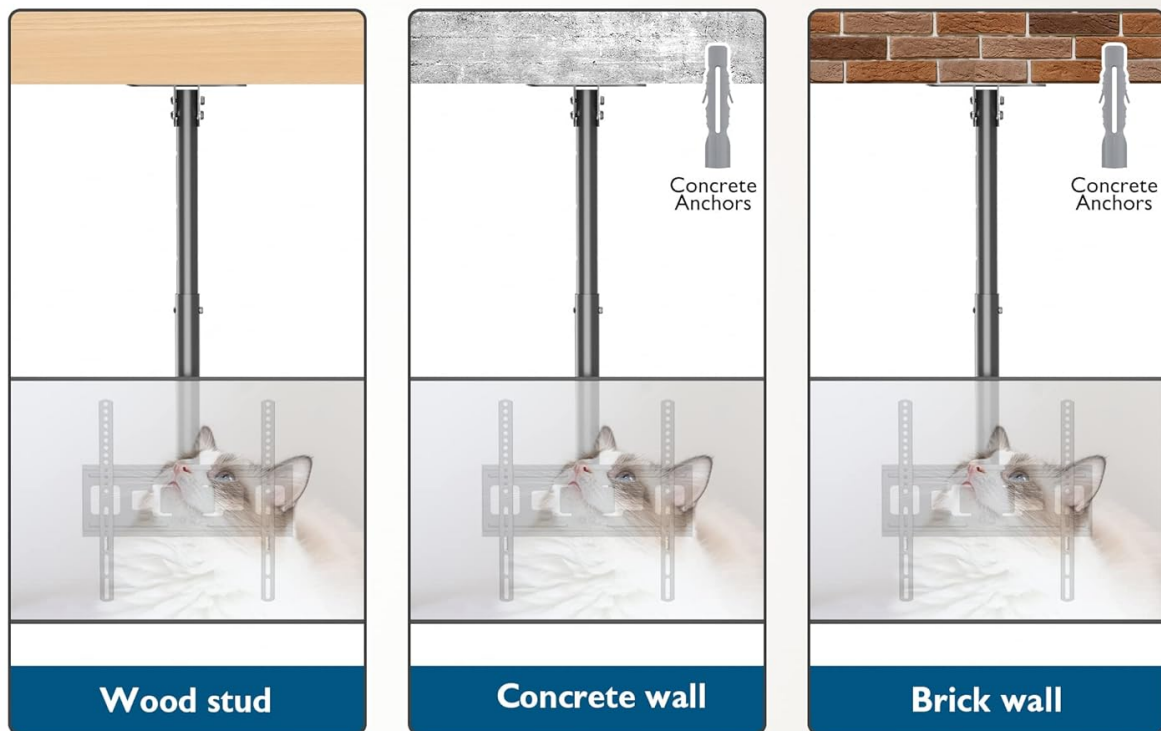 Concrete
Anchors
Concrete
Anchors
Wood stud
Concrete wall
Brick wall